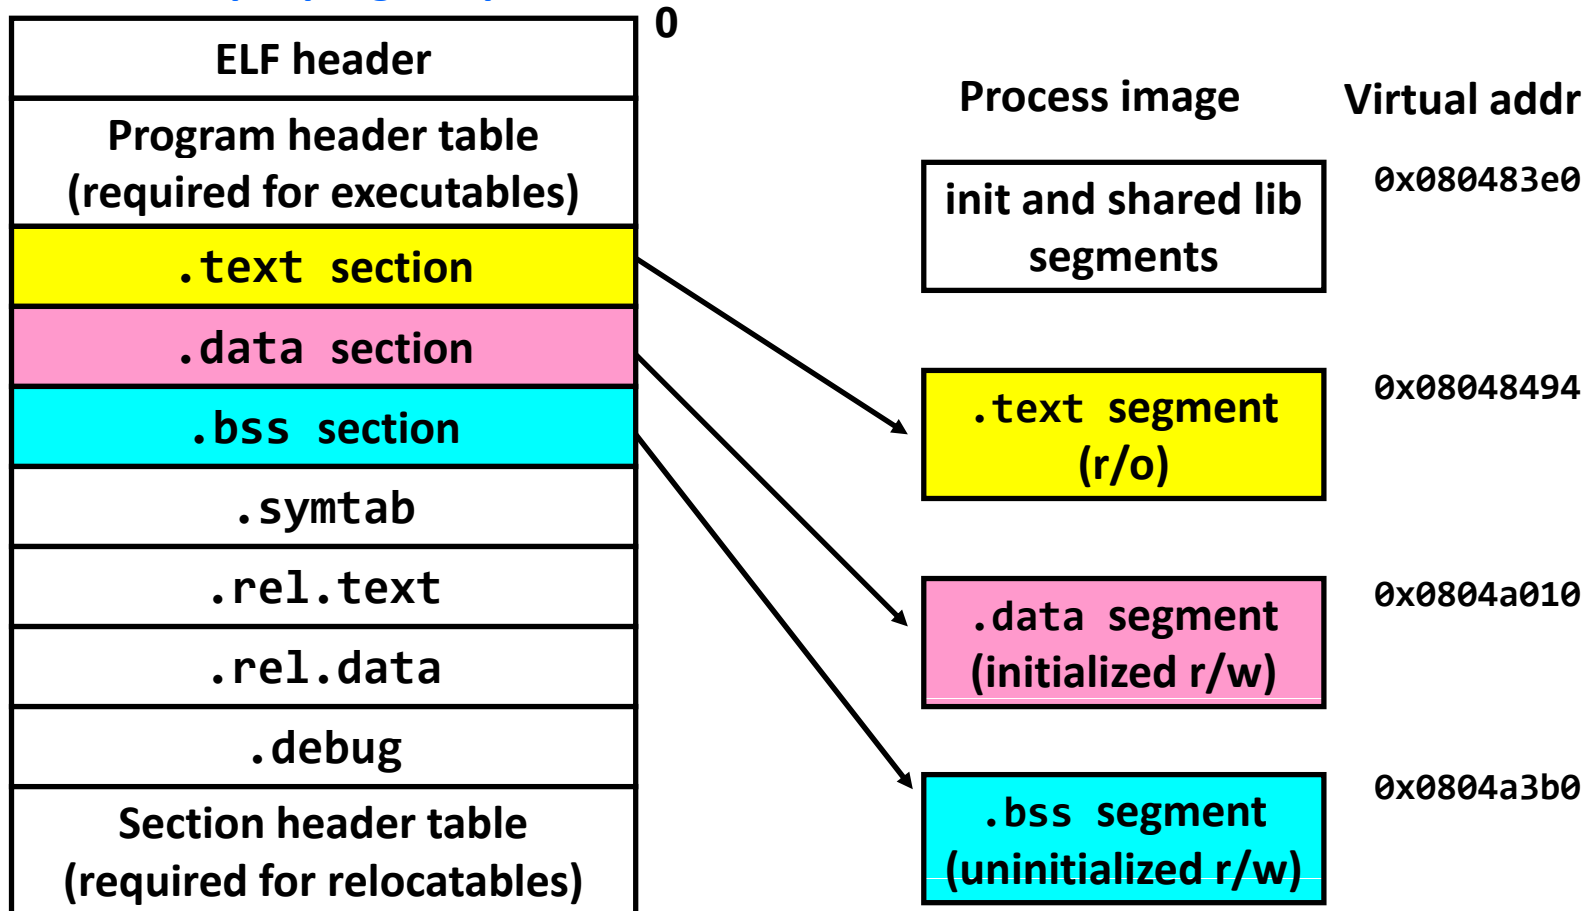 0
ELF header
Program header table
(required for executables)
.text section
.data section
.bss section
.symtab
.rel.text
.rel.data
.debug
Section header table
(required for relocatables)
Process image
Virtual addr
init and shared lib
segments
0x080483e0
.text segment
(r/o)
0x08048494
.data segment
(initialized r/w)
0x0804a010
.bss segment
(uninitialized r/w)
0x0804a3b0